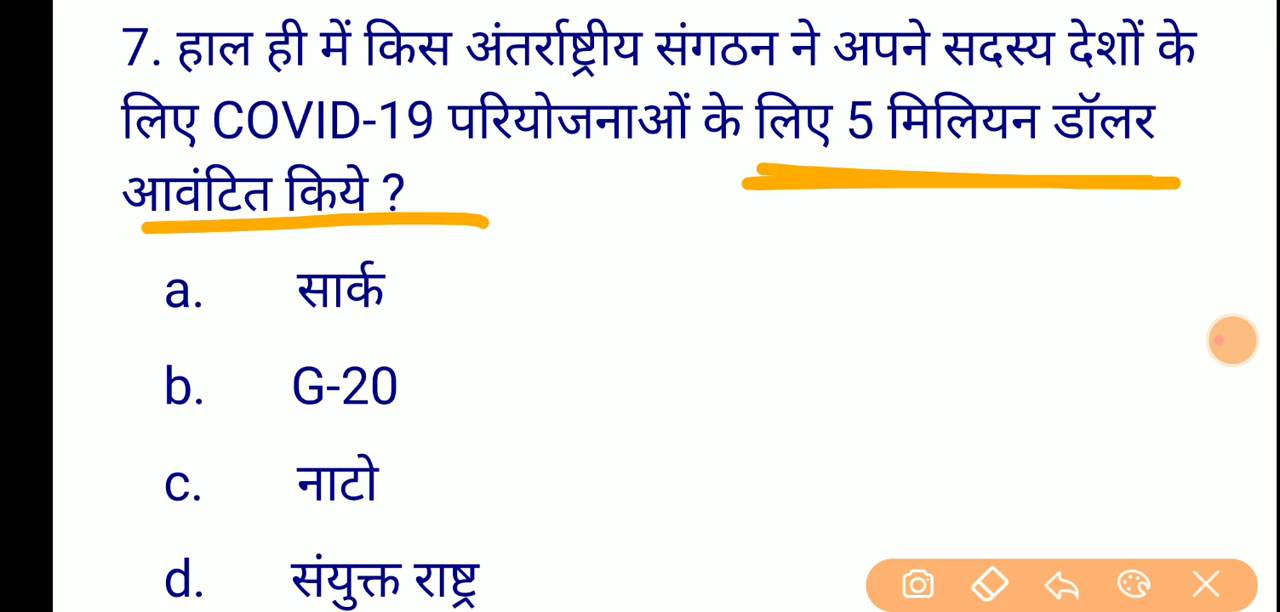 7. हाल ही में किस अंतर्राष्ट्रीय संगठन ने अपने सदस्य देशों के
लिए COVID-19 परियोजनाओं के लिए 5 मिलियन डॉलर
आवंटित किये ?
a. सार्क
b. G-20
c. नाटो
d. संयुक्त राष्ट्र